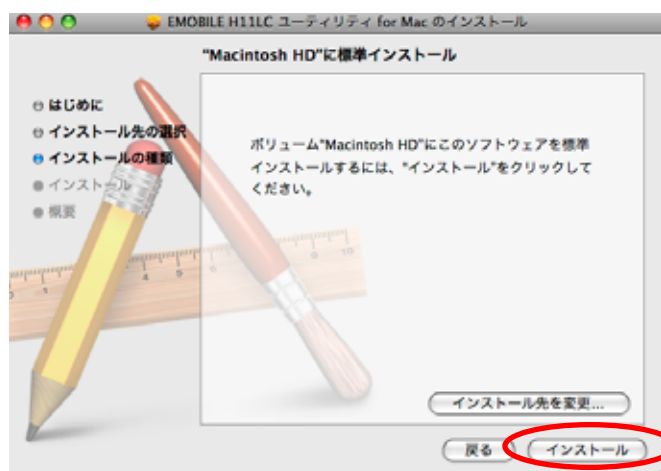 EMOBILE H11LC ユーティリティ for Mac のインストール
"Macintosh HD"に標準インストール
はじめに
インストール先の選択
インストールの種類
インストール
概要
ボリューム"Macintosh HD"にこのソフトウェアを標準
インストールするには、"インストール"をクリックして
ください。
4 5
9 10
インストール先を変更...
戻る インストール